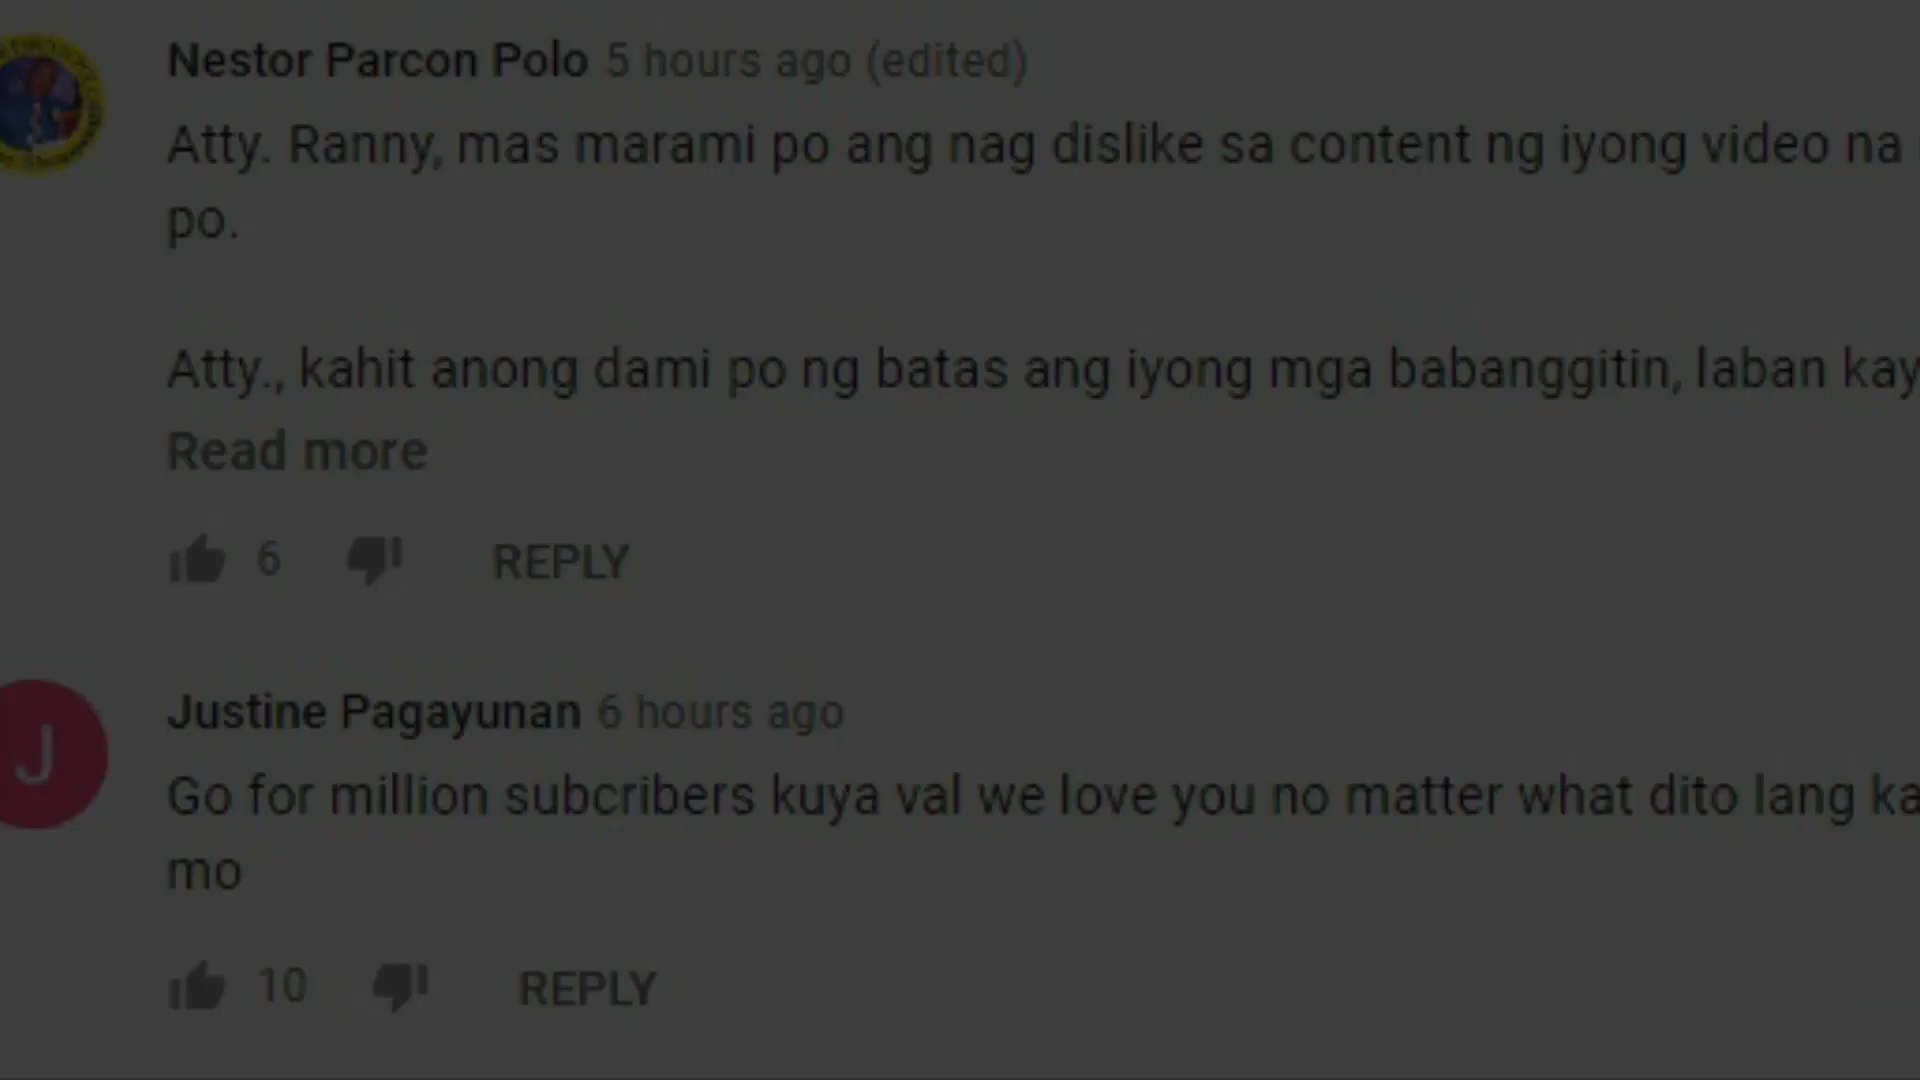 Nestor Parcon Polo 5 hours ago (edited)
Atty. Ranny, mas marami po ang nag dislike sa content ng iyong video na
po.
Atty., kahit anong dami po ng batas ang iyong mga babanggitin, laban kay
Read more
6 REPLY
J
Justine Pagayunan 6 hours ago
Go for million subcribers kuya val we love you no matter what dito lang ka
mo
10 REPLY